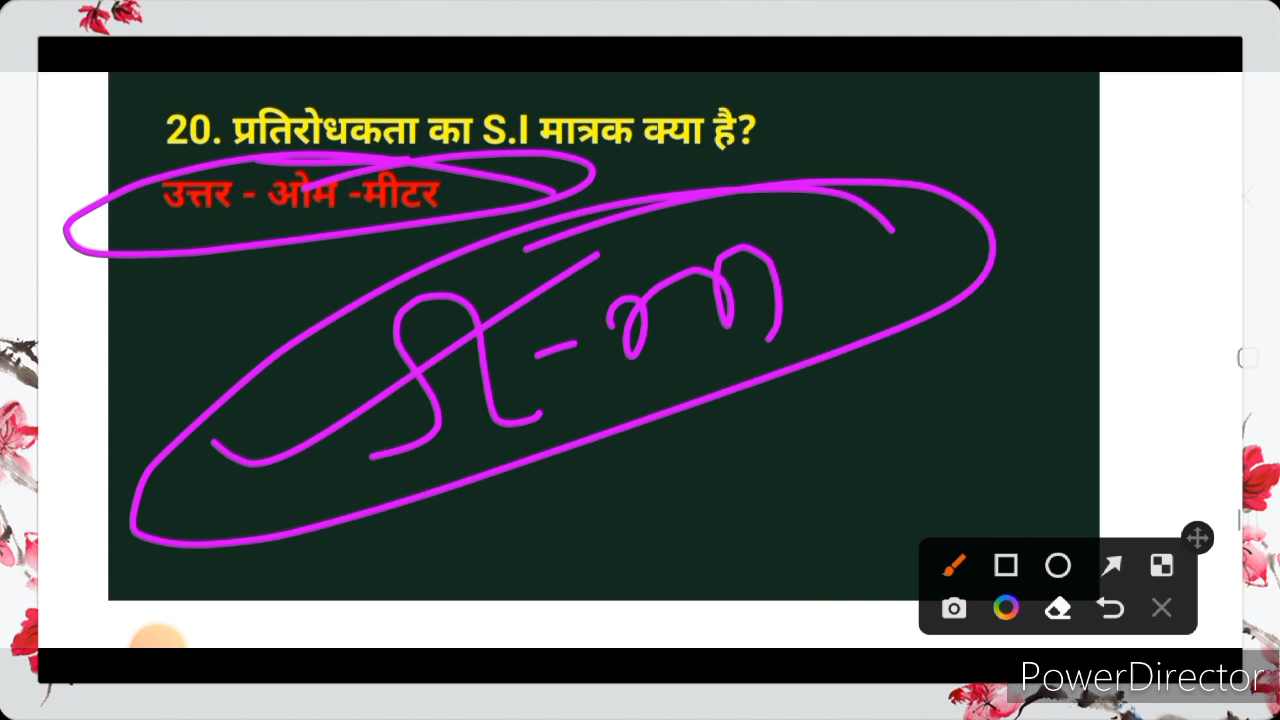 20. प्रतिरोधकता का S.I मात्रक क्या है?
उत्तर - ओम -मीटर
Ω-m
PowerDirector